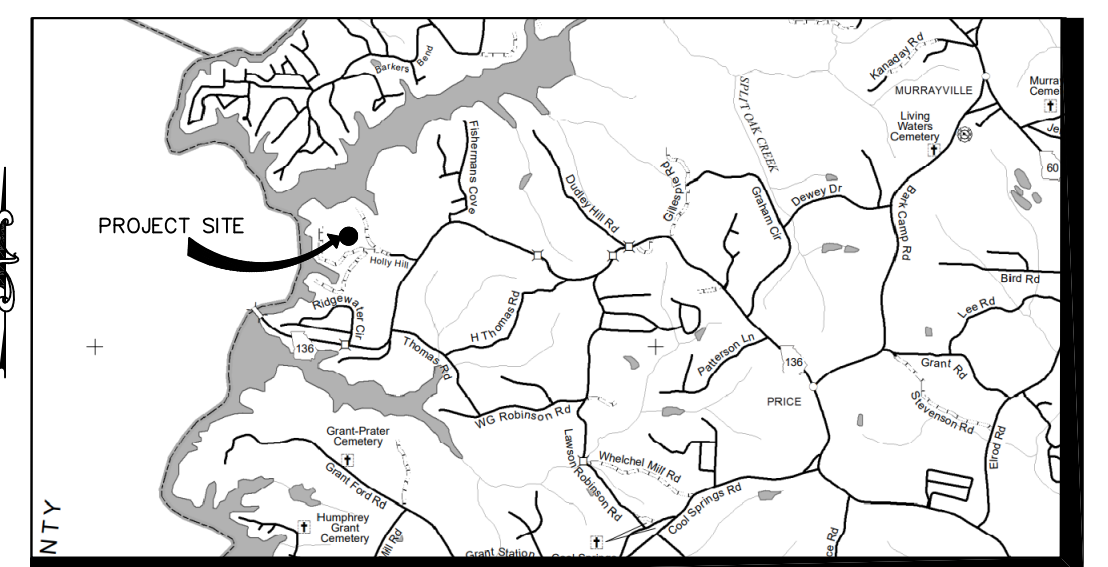 Barkers Bend
Kanaday Rd
MURRAYVILLE
Murra
Ceme
Living
Waters
Cemetery
Je
60
SPLIT OAK CREEK
Fishermans Cove
Dudley Hill Rd
Gillespie Rd
Graham Cir
Dewey Dr
Bark Camp Rd
PROJECT SITE
Holly Hill
Bird Rd
Ridgewater Cir
H Thomas Rd
Lee Rd
136
Thomas Rd
Patterson Ln
136
Grant Rd
PRICE
Stevenson Rd
WG Robinson Rd
Elrod Rd
Grant-Prater
Cemetery
Lawson Robinson Rd
Whelchel Mill Rd
Grant Ford Rd
Cool Springs Rd
Humphrey
Grant
Cemetery
Mill Rd
Grant Station
Cool Springs
ce Rd
NTY